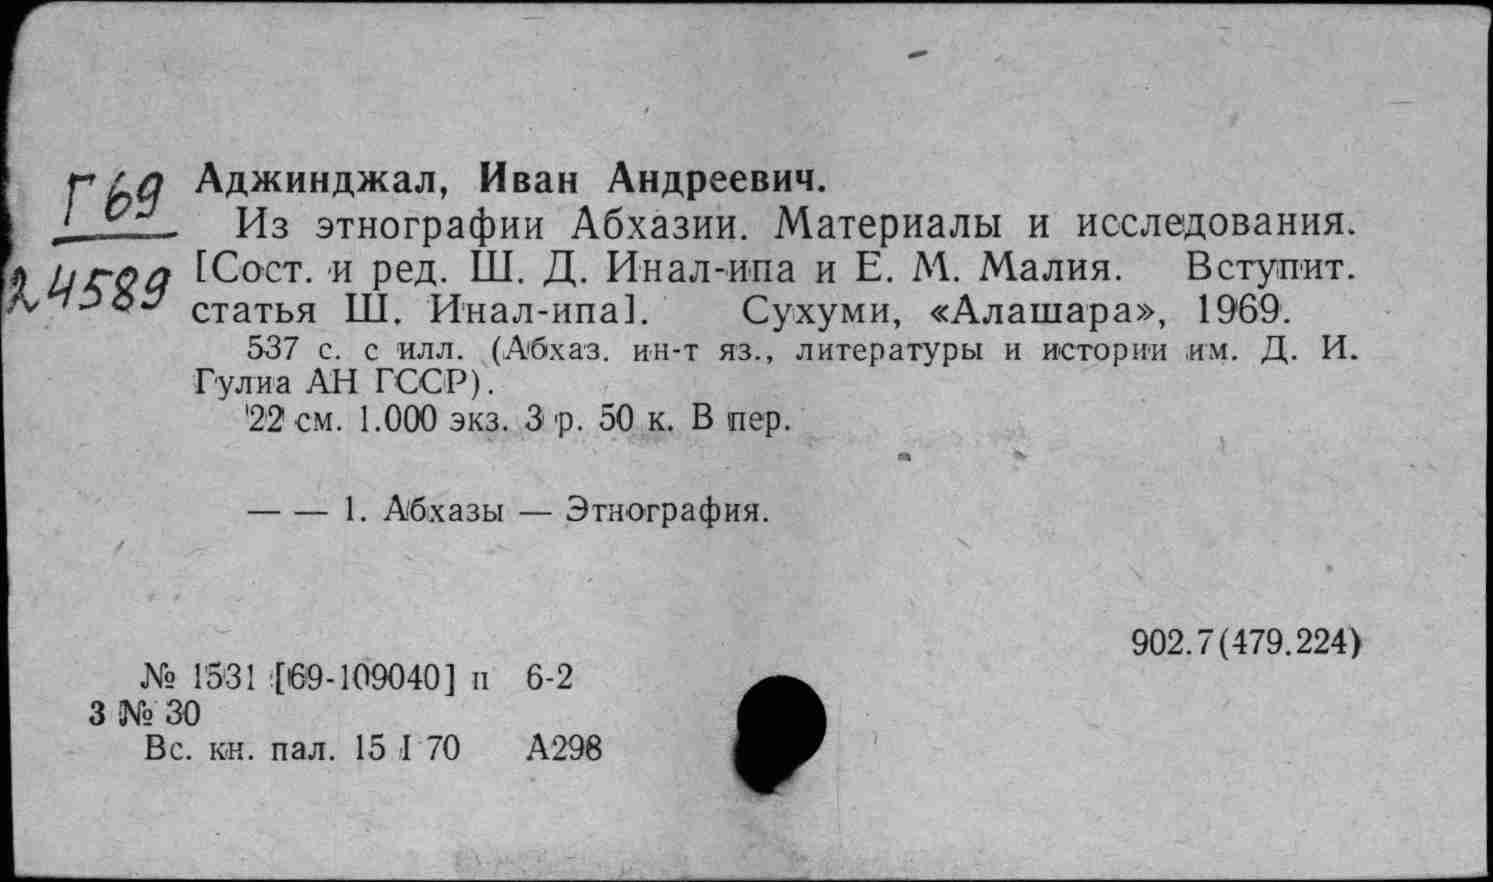 Г69
24589
Аджинджал, Иван Андреевич.
Из этнографии Абхазии. Материалы и исследования.
[Сост. и ред. Ш. Д. Инал-ипа и Е. М. Малия. Вступит.
статья Ш. Инал-ипа]. Сухуми, «Алашара», 1969.
537 с. с илл. (Абхаз. ин-т яз., литературы и истории им. Д. И.
Гулиа АН ГССР).
22 см. 1.000 экз. 3 р. 50 к. В пер.
— — 1. Абхазы — Этнография.
902.7(479.224)
№ 1531 [69-109040] п 6-2
3 № 30
Вс. кн. пал. 15 I 70 А298